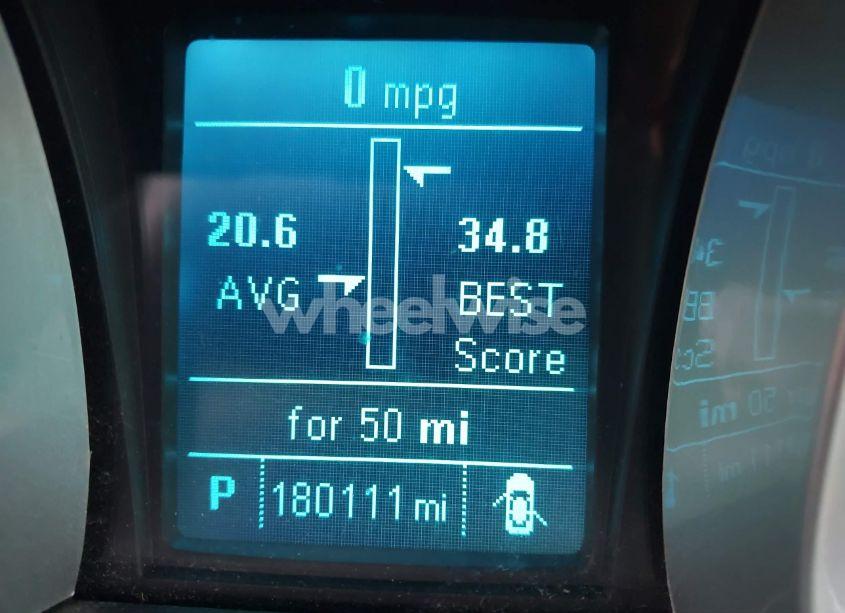 0 mpg
20.6
34.8
AVG
BEST
Score
wheelwise
for 50 mi
P
180111 mi